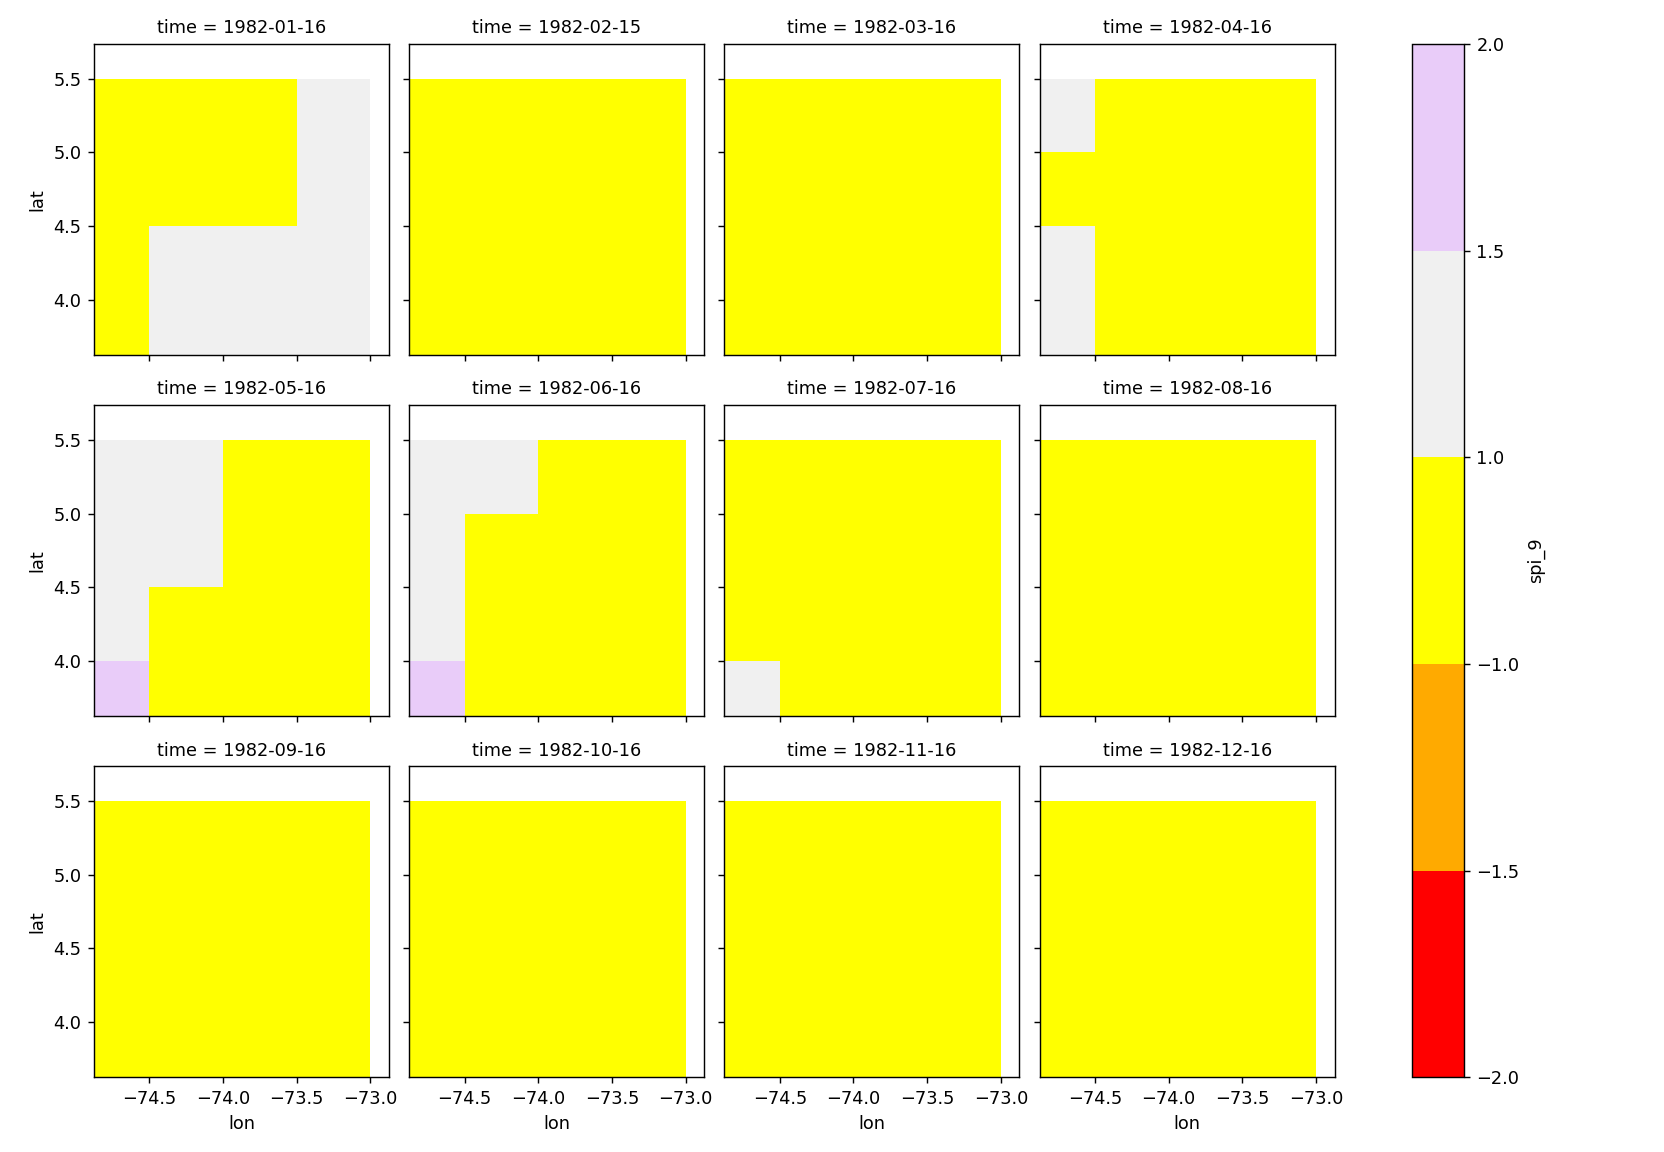 time = 1982-01-16
time = 1982-02-15
time = 1982-03-16
time = 1982-04-16
5.5
5.0
4.5
4.0
lat
time = 1982-05-16
time = 1982-06-16
time = 1982-07-16
time = 1982-08-16
5.5
5.0
4.5
4.0
lat
time = 1982-09-16
time = 1982-10-16
time = 1982-11-16
time = 1982-12-16
5.5
5.0
4.5
4.0
lat
−74.5 −74.0 −73.5 −73.0
lon
−74.5 −74.0 −73.5 −73.0
lon
−74.5 −74.0 −73.5 −73.0
lon
−74.5 −74.0 −73.5 −73.0
lon
2.0
1.5
1.0
−1.0
−1.5
−2.0
spi_9